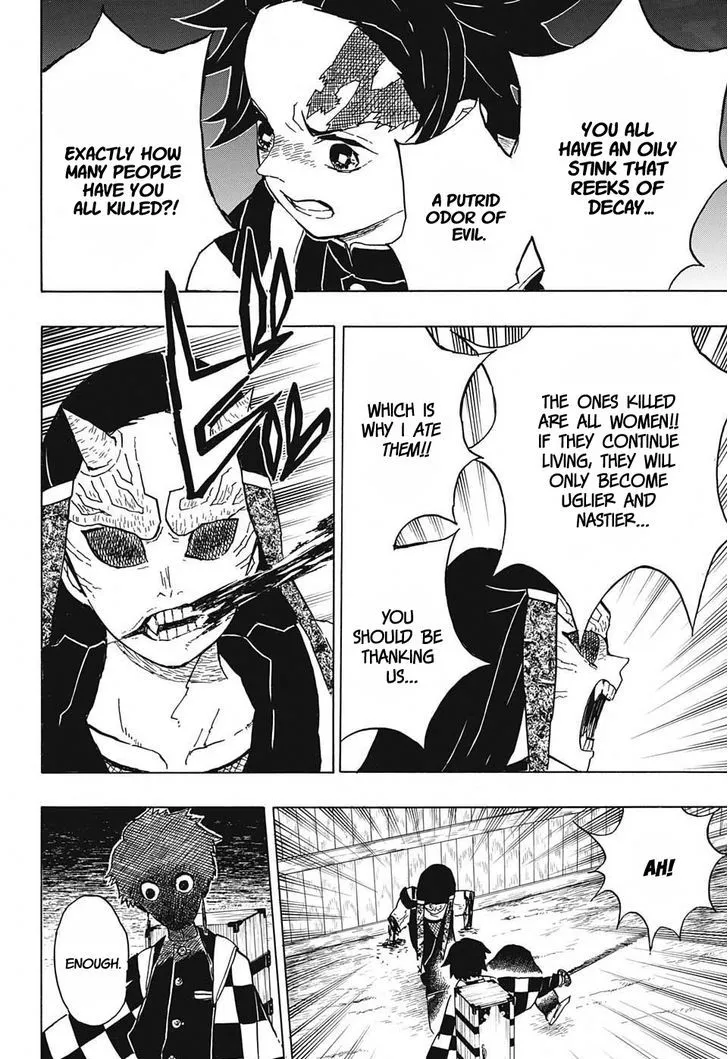 YOU ALL
HAVE AN OILY
STINK THAT
REEKS OF
DECAY...
A PUTRID
ODOR OF
EVIL.
EXACTLY HOW
MANY PEOPLE
HAVE YOU
ALL KILLED?!
THE ONES KILLED
ARE ALL WOMEN!!
IF THEY CONTINUE
LIVING, THEY WILL
ONLY BECOME
UGLIER AND
NASTIER...
WHICH IS
WHY I ATE
THEM!!
YOU
SHOULD BE
THANKING
US...
AH!
ENOUGH.